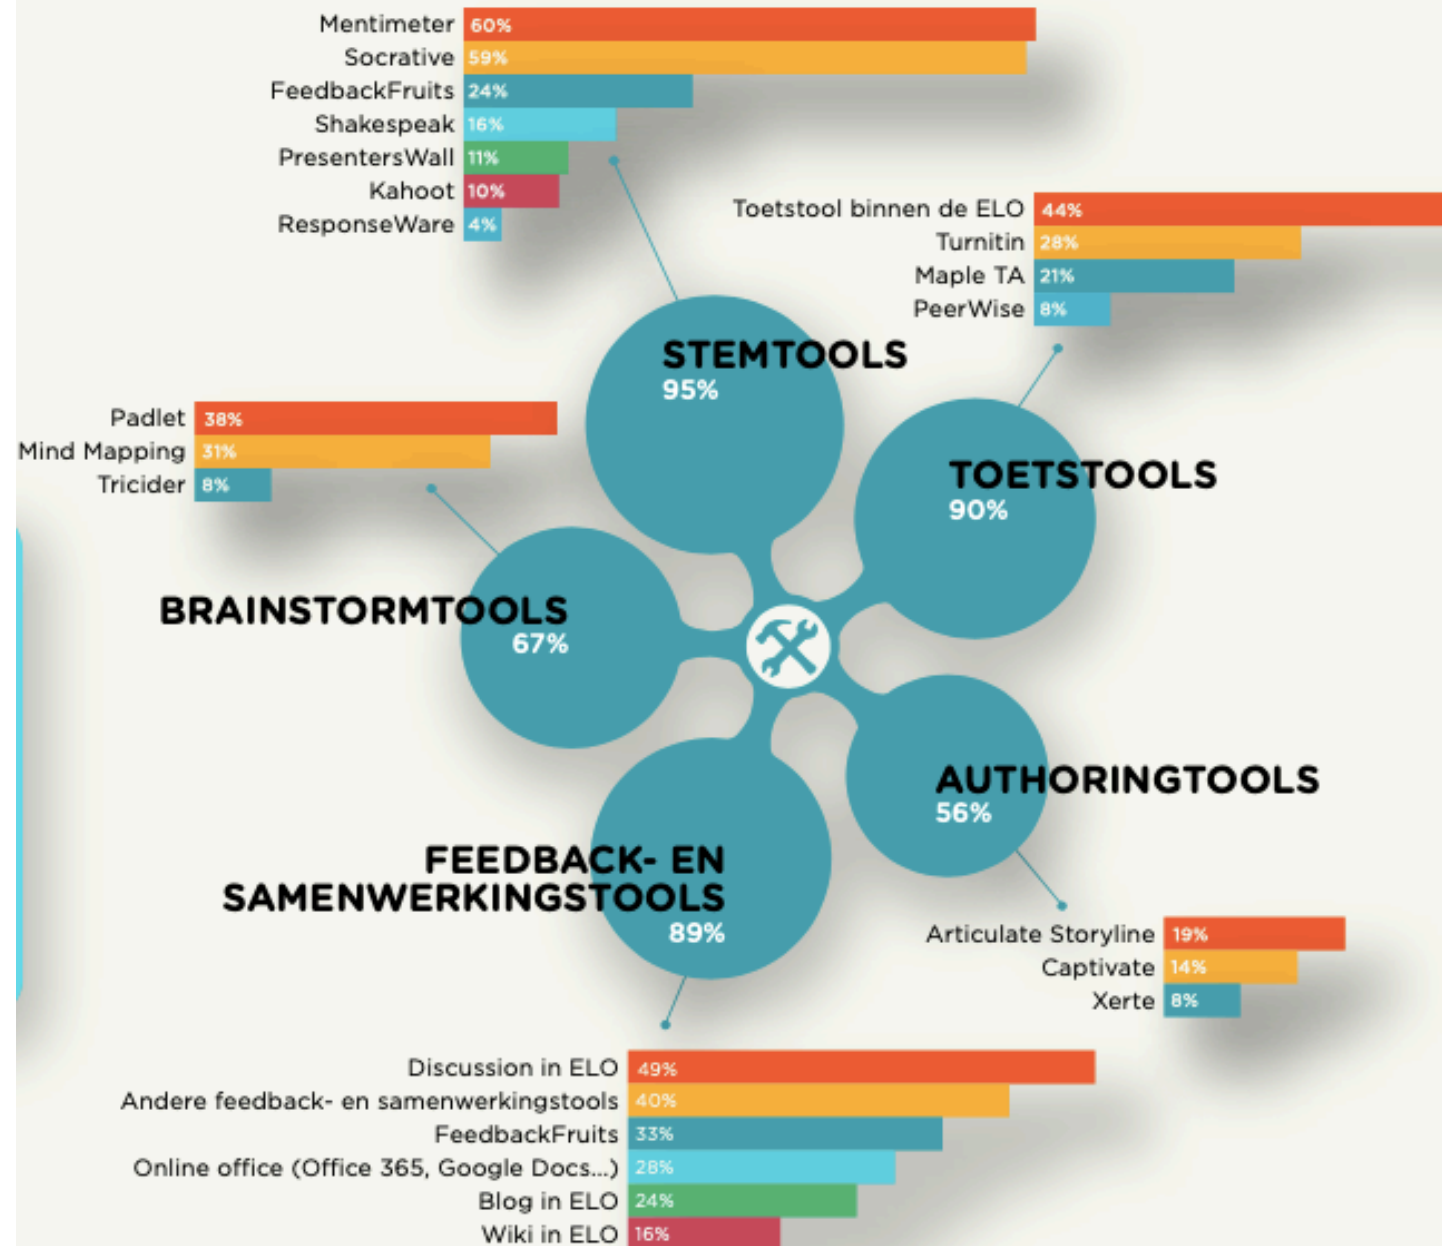 Mentimeter 60%
Socrative 59%
FeedbackFruits 24%
Shakespeak 16%
PresentersWall 11%
Kahoot 10%
ResponseWare 4%
Toetstool binnen de ELO 44%
Turnitin 28%
Maple TA 21%
PeerWise 8%
STEMTOOLS
95%
Padlet 38%
Mind Mapping 31%
Tricider 8%
TOETSTOOLS
90%
BRAINSTORMTOOLS
67%
AUTHORINGTOOLS
56%
FEEDBACK- EN
SAMENWERKINGSTOOLS
89%
Articulate Storyline 19%
Captivate 14%
Xerte 8%
Discussion in ELO 49%
Andere feedback- en samenwerkingstools 40%
FeedbackFruits 33%
Online office (Office 365, Google Docs...) 28%
Blog in ELO 24%
Wiki in ELO 16%